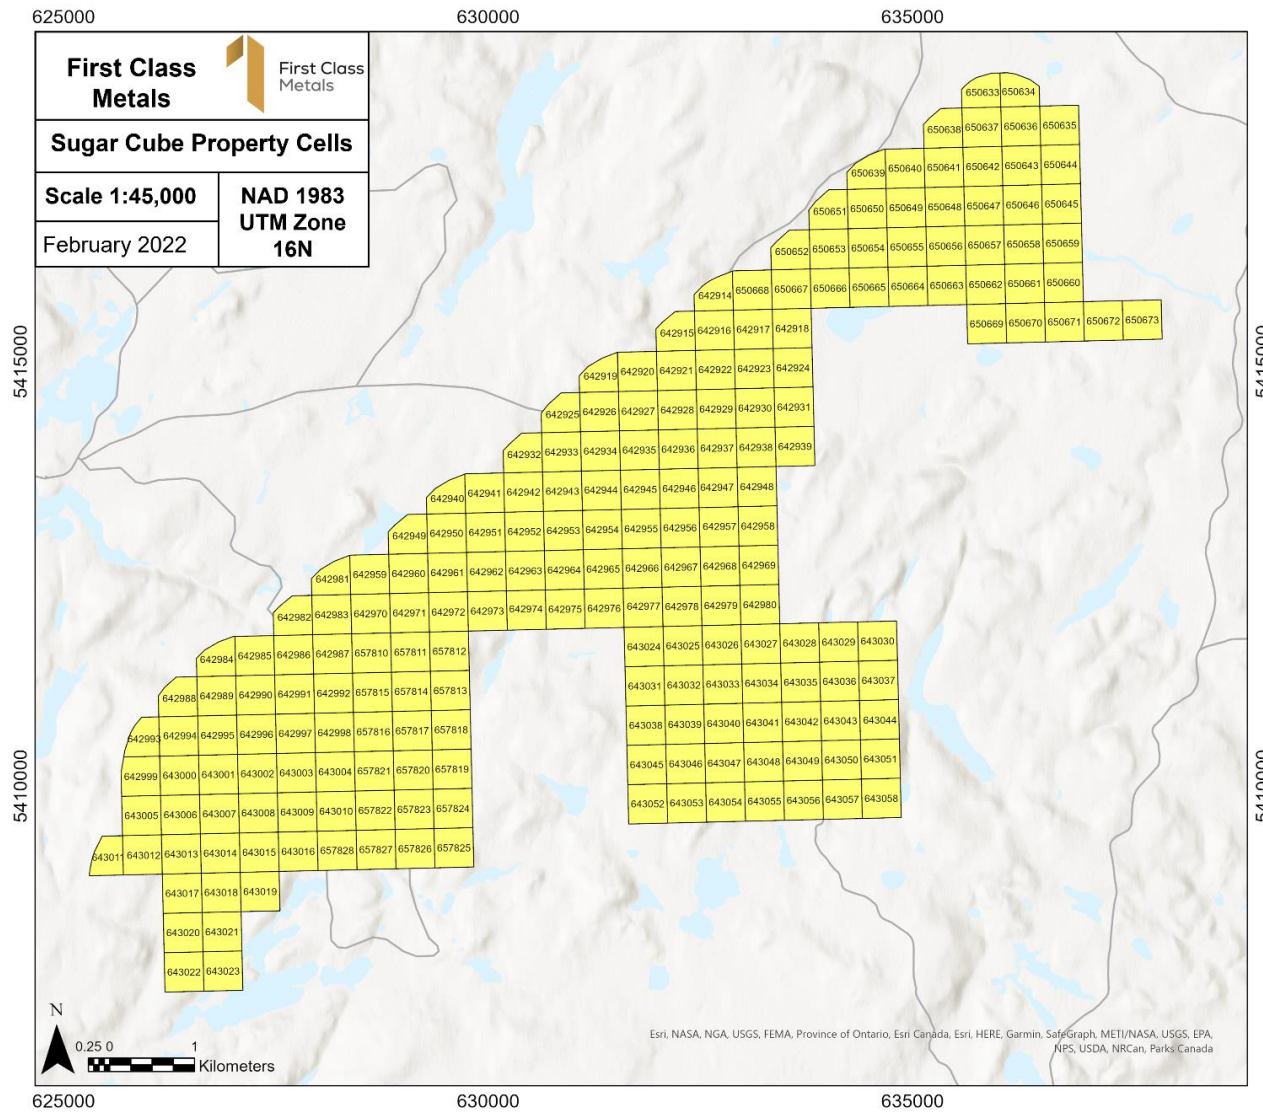 625000 630000 635000
First Class
Metals
First Class
Metals
Sugar Cube Property Cells
Scale 1:45,000
February 2022
NAD 1983
UTM Zone
16N
650633 650634
650638 650637 650636 650635
650639 650640 650641 650642 650643 650644
650651 650650 650649 650648 650647 650646 650645
650652 650653 650654 650655 650656 650657 650658 650659
642914 650668 650667 650666 650665 650664 650663 650662 650661 650660
642915 642916 642917 642918 650669 650670 650671 650672 650673
5415000 5415000
642919 642920 642921 642922 642923 642924
642925 642926 642927 642928 642929 642930 642931
642932 642933 642934 642935 642936 642937 642938 642939
642940 642941 642942 642943 642944 642945 642946 642947 642948
642949 642950 642951 642952 642953 642954 642955 642956 642957 642958
642981 642959 642960 642961 642962 642963 642964 642965 642966 642967 642968 642969
642982 642983 642970 642971 642972 642973 642974 642975 642976 642977 642978 642979 642980
642984 642985 642986 642987 657810 657811 657812 643024 643025 643026 643027 643028 643029 643030
642988 642989 642990 642991 642992 657815 657814 657813 643031 643032 643033 643034 643035 643036 643037
642993 642994 642995 642996 642997 642998 657816 657817 657818 643038 643039 643040 643041 643042 643043 643044
642999 643000 643001 643002 643003 643004 657821 657820 657819 643045 643046 643047 643048 643049 643050 643051
5410000 5410000
643005 643006 643007 643008 643009 643010 657822 657823 657824 643052 643053 643054 643055 643056 643057 643058
643011 643012 643013 643014 643015 643016 657828 657827 657826 657825
643017 643018 643019
643020 643021
643022 643023
N
0.25 0 1
Kilometers
Esri, NASA, NGA, USGS, FEMA, Province of Ontario, Esri Canada, Esri, HERE, Garmin, SafeGraph, METI/NASA, USGS, EPA,
NPS, USDA, NRCan, Parks Canada
625000 630000 635000